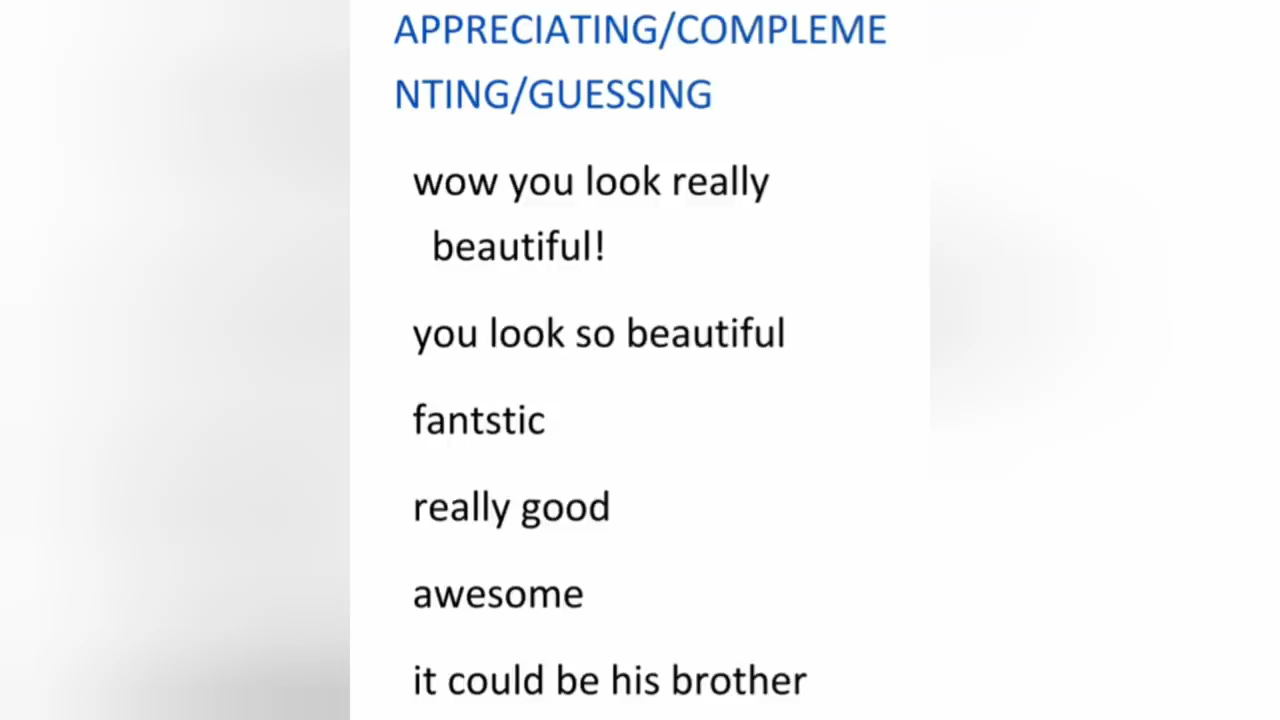 APPRECIATING/COMPLEME
NTING/GUESSING
wow you look really
beautiful!
you look so beautiful
fantstic
really good
awesome
it could be his brother